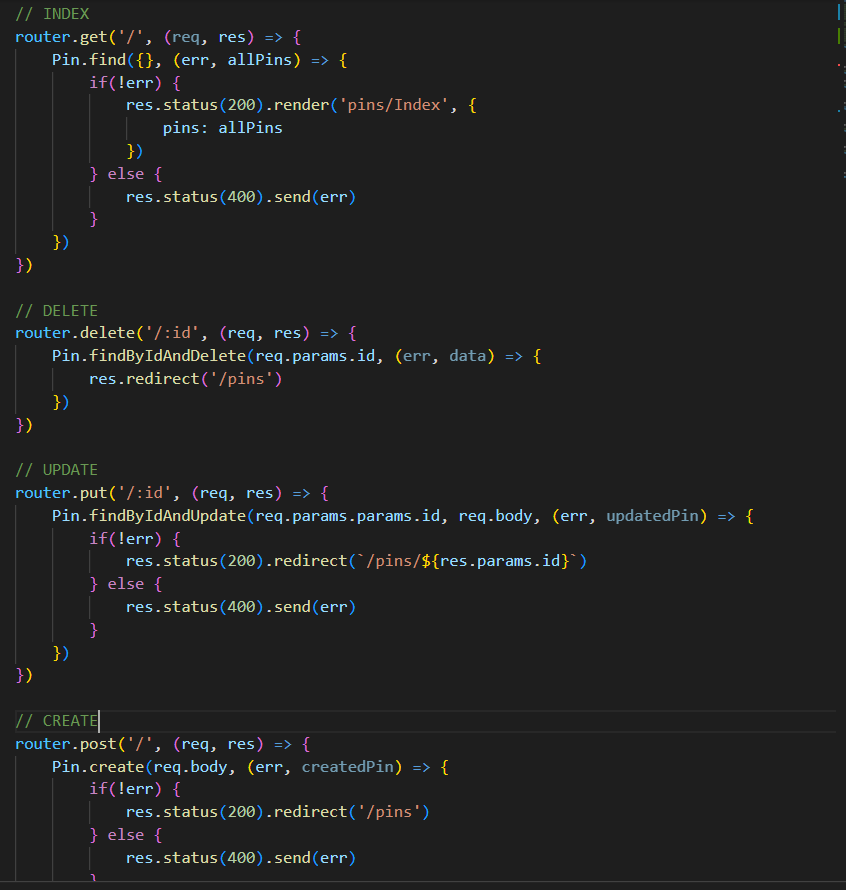 // INDEX
router.get('/', (req, res) => {
    Pin.find({}, (err, allPins) => {
        if(!err) {
            res.status(200).render('pins/Index', {
                pins: allPins
            })
        } else {
            res.status(400).send(err)
        }
    })
})

// DELETE
router.delete('/:id', (req, res) => {
    Pin.findByIdAndDelete(req.params.id, (err, data) => {
        res.redirect('/pins')
    })
})

// UPDATE
router.put('/:id', (req, res) => {
    Pin.findByIdAndUpdate(req.params.params.id, req.body, (err, updatedPin) => {
        if(!err) {
            res.status(200).redirect(`/pins/${res.params.id}`)
        } else {
            res.status(400).send(err)
        }
    })
})

// CREATE
router.post('/', (req, res) => {
    Pin.create(req.body, (err, createdPin) => {
        if(!err) {
            res.status(200).redirect('/pins')
        } else {
            res.status(400).send(err)
        }